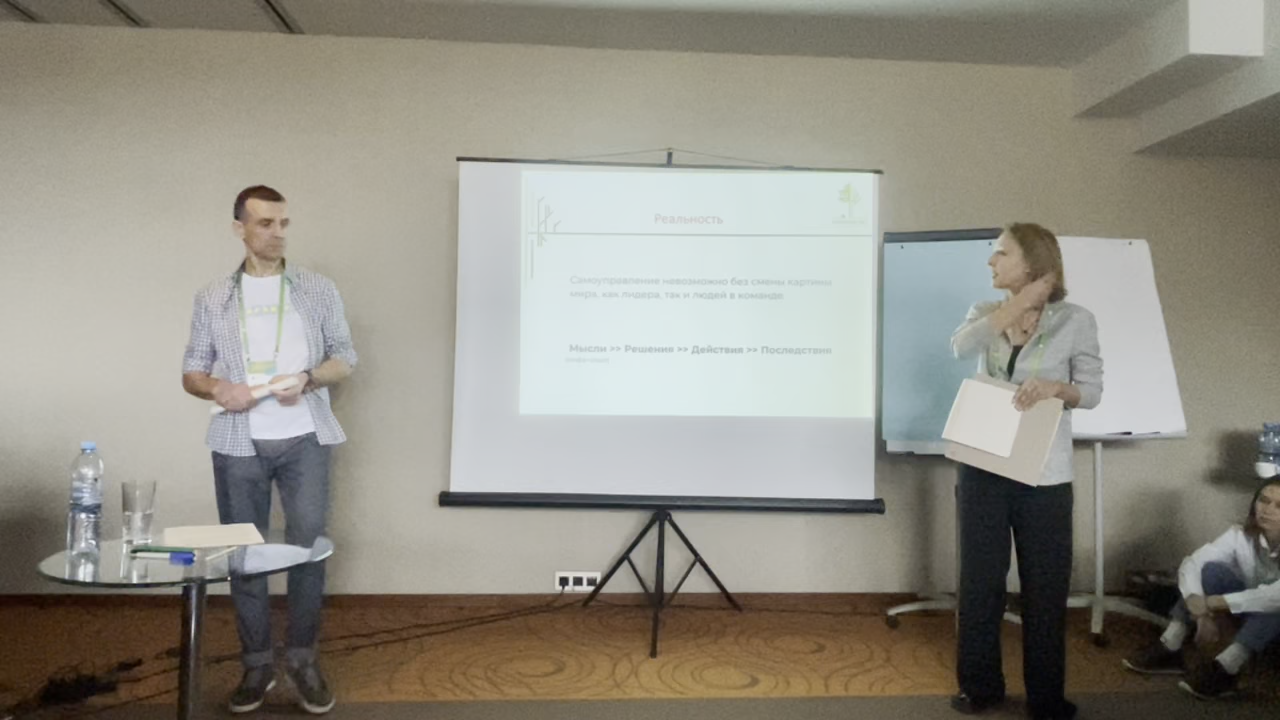 Реальность
Самоуправление невозможно без смены картины
мира, как лидера, так и людей в команде
Мысли >> Решения >> Действия >> Последствия